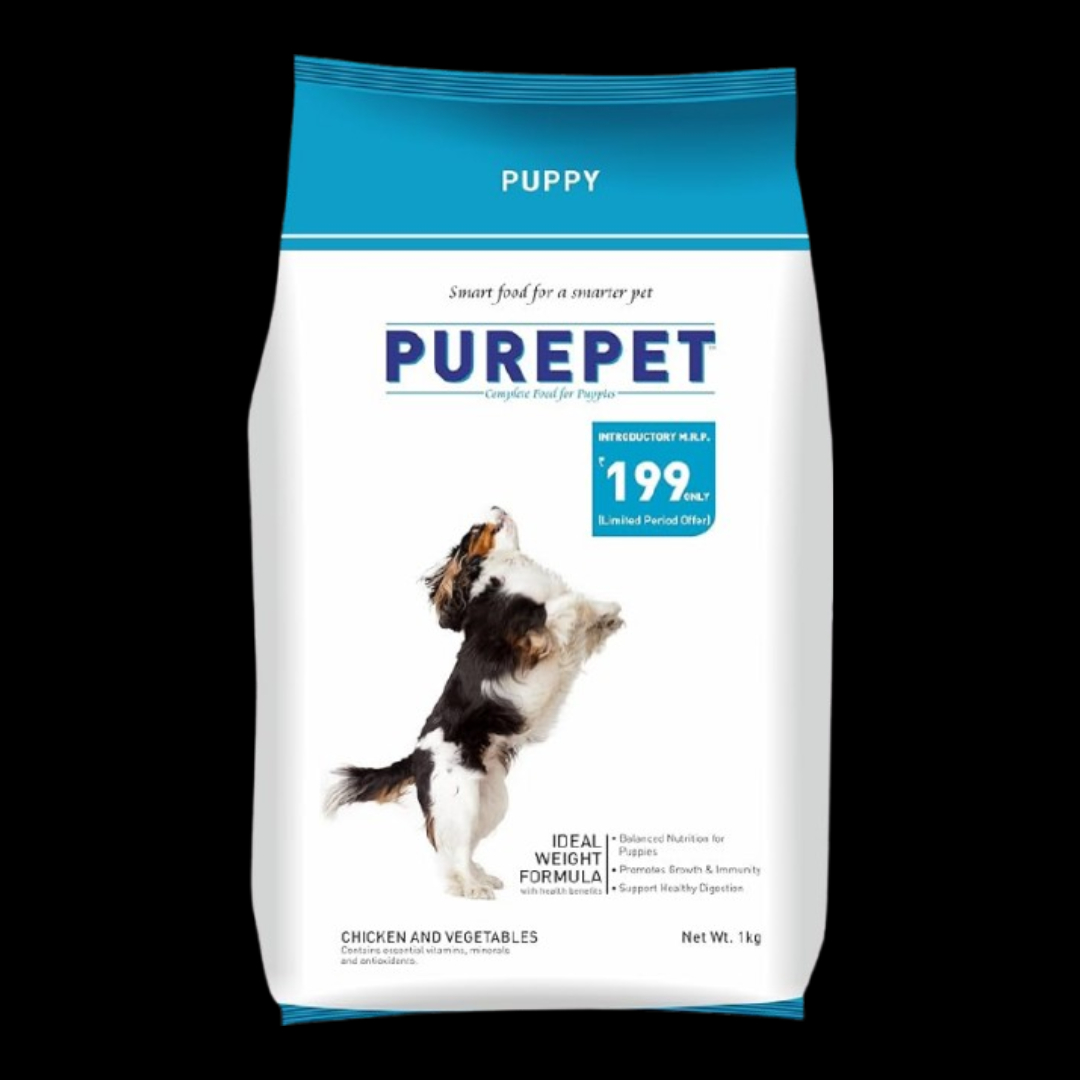 PUPPY
Smart food for a smarter pet
PUREPET
Complete Food for Puppies
INTRODUCTORY M.R.P.
₹199 ONLY
(Limited Period Offer)
IDEAL
WEIGHT
FORMULA
with health benefits
• Balanced Nutrition for
Puppies
• Promotes Growth & Immunity
• Support Healthy Digestion
CHICKEN AND VEGETABLES
Contains essential vitamins, minerals
and antioxidants.
Net Wt. 1kg